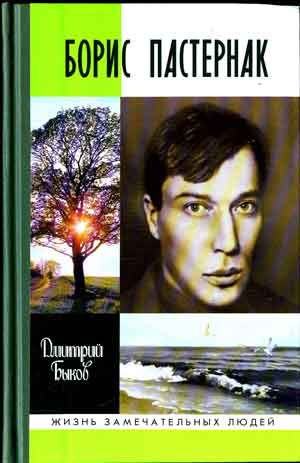 БОРИС ПАСТЕРНАК
Дмитрий
Быков
ЖИЗНЬ ЗАМЕЧАТЕЛЬНЫХ ЛЮДЕЙ